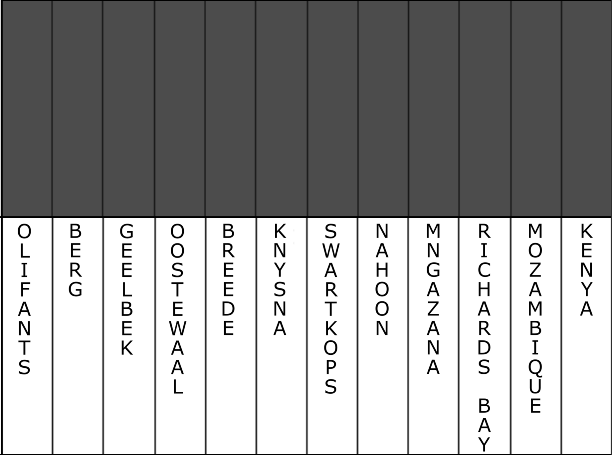 OLIFANTS
BERG
GEELBEK
OOSTEWAAL
BREEDE
KNYSNA
SWARTKOPS
NAHOON
MNGAZANA
RICHARDS BAY
MOZAMBIQUE
KENYA